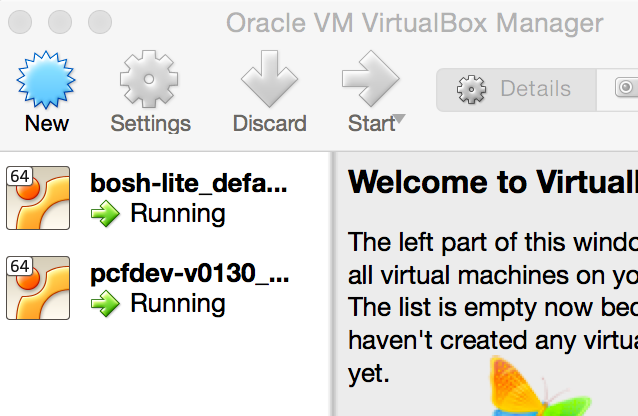 Oracle VM VirtualBox Manager
New
Settings
Discard
Start
Details
64
bosh-lite_defa...
Running
64
pcfdev-v0130_...
Running
Welcome to Virtual
The left part of this windo
all virtual machines on yo
The list is empty now bec
haven't created any virtua
yet.